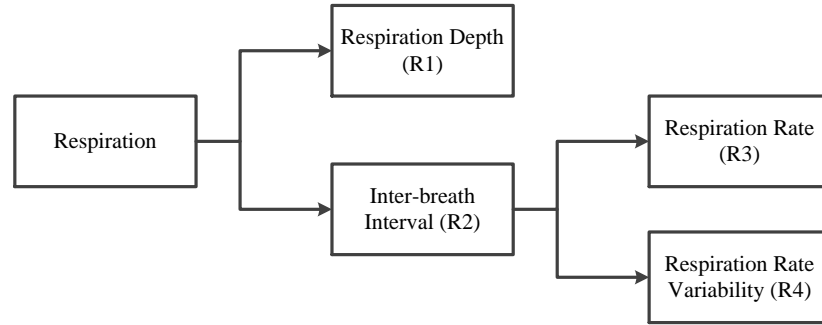 Respiration
Respiration Depth
(R1)
Inter-breath
Interval (R2)
Respiration Rate
(R3)
Respiration Rate
Variability (R4)